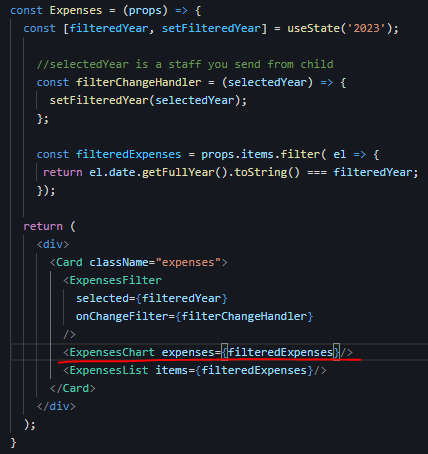 const Expenses = (props) => {
const [filteredYear, setFilteredYear] = useState('2023');
//selectedYear is a staff you send from child
const filterChangeHandler = (selectedYear) => {
setFilteredYear(selectedYear);
};
const filteredExpenses = props.items.filter( el => {
return el.date.getFullYear().toString() === filteredYear;
});
return (
<div>
<Card className="expenses">
<ExpensesFilter
selected={filteredYear}
onChangeFilter={filterChangeHandler}
/>
<ExpensesChart expenses={filteredExpenses}/>
<ExpensesList items={filteredExpenses}/>
</Card>
</div>
);
}